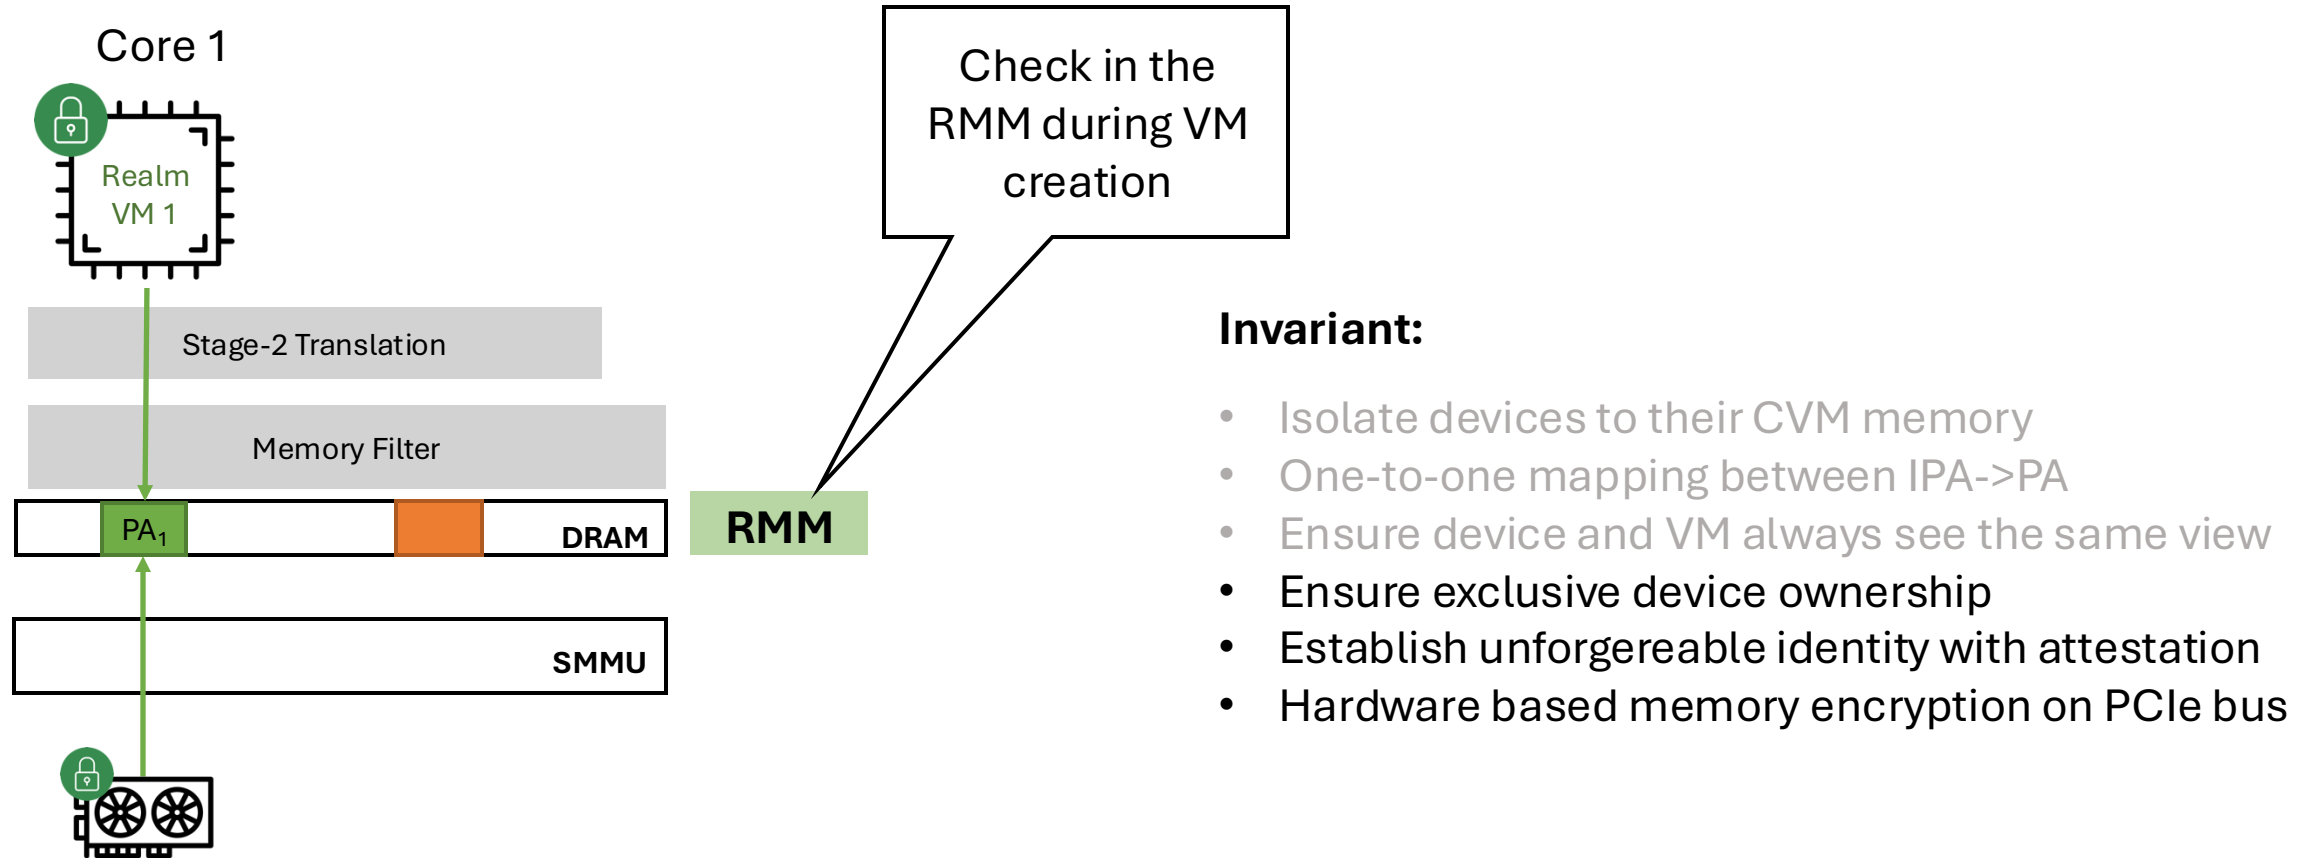 Core 1
Realm
VM 1
Stage-2 Translation
Memory Filter
PA₁
DRAM
RMM
SMMU
Check in the
RMM during VM
creation
Invariant:
• Isolate devices to their CVM memory
• One-to-one mapping between IPA->PA
• Ensure device and VM always see the same view
• Ensure exclusive device ownership
• Establish unforgereable identity with attestation
• Hardware based memory encryption on PCIe bus